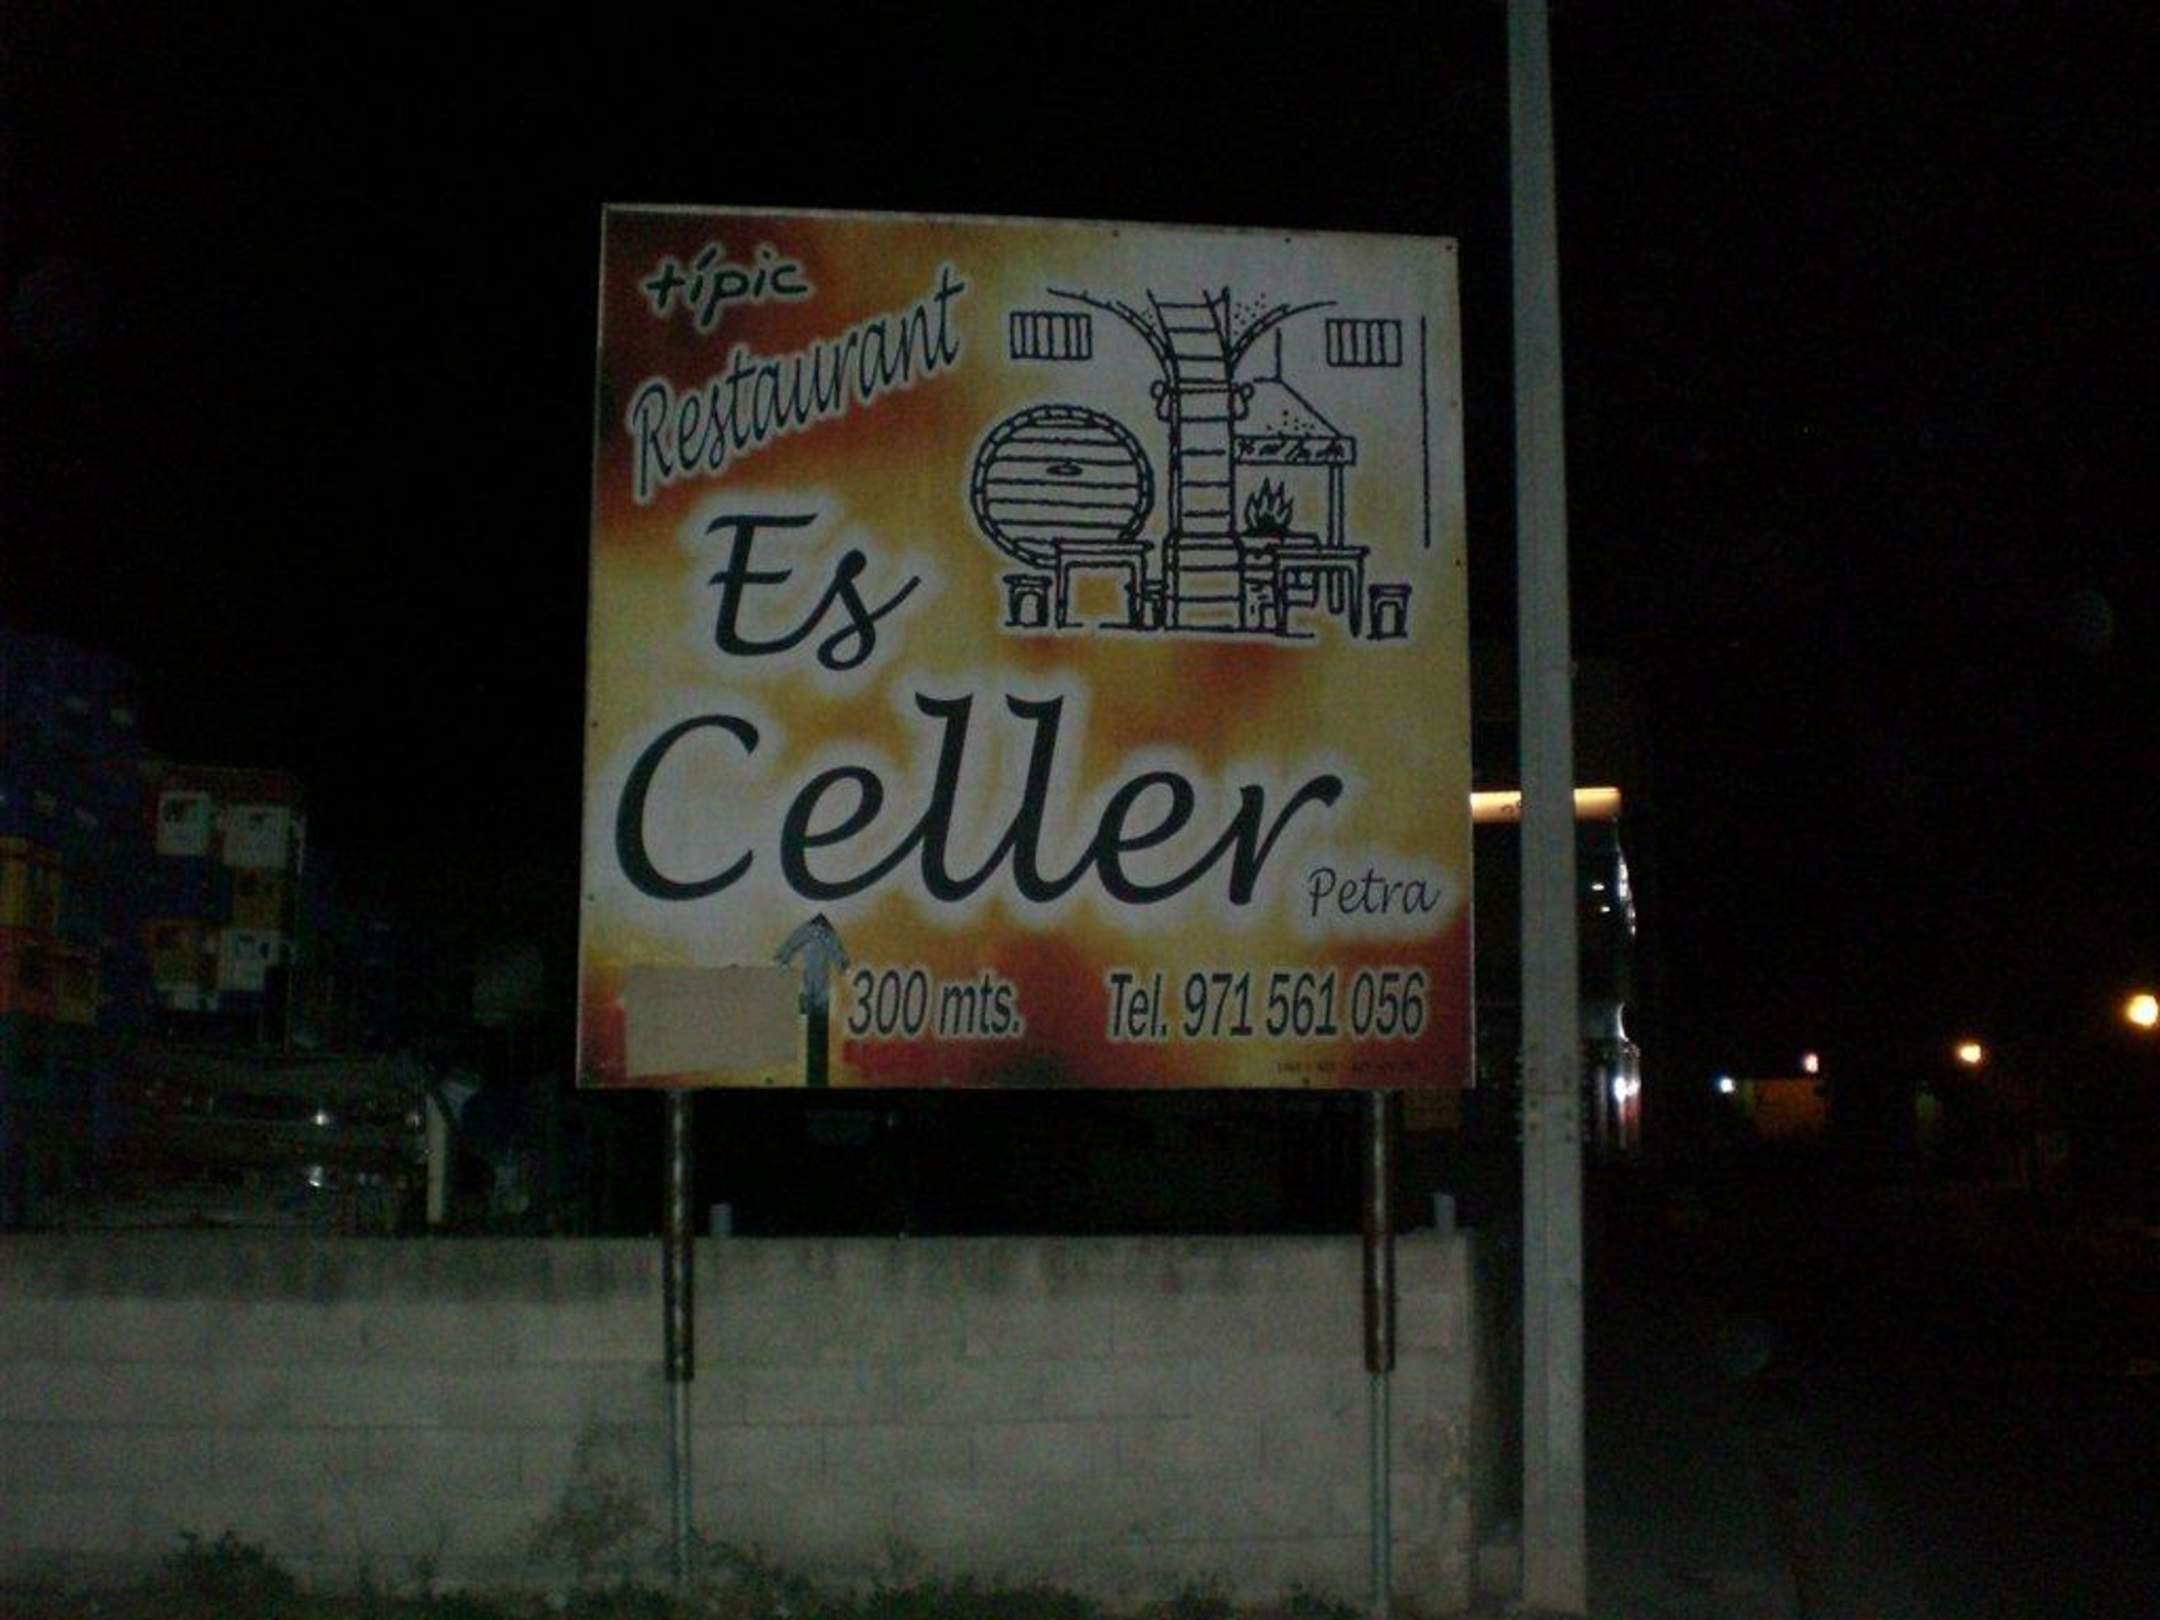 típic
Restaurant
Es
Celler
Petra
300 mts.
Tel. 971 561 056